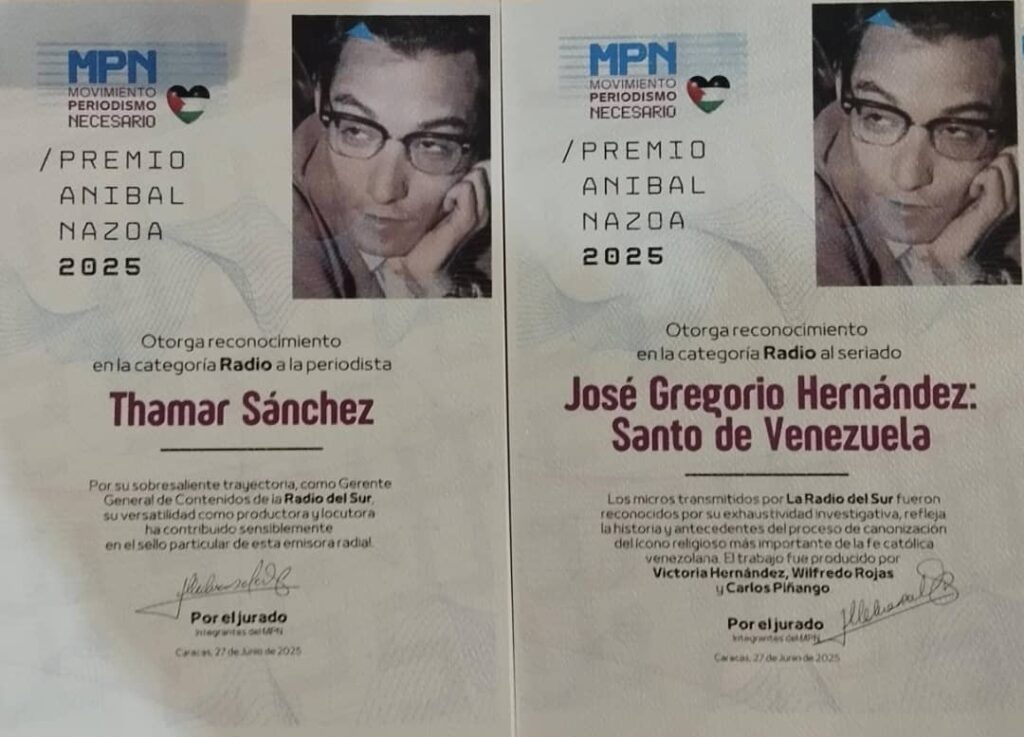 MPN
MOVIMIENTO
PERIODISMO
NECESARIO
/PREMIO
ANIBAL
NAZOA
2025
Otorga reconocimiento
en la categoría Radio a la periodista
Thamar Sánchez
Por su sobresaliente trayectoria, como Gerente
General de Contenidos de la Radio del Sur,
su versatilidad como productora y locutora
ha contribuido sensiblemente
en el sello particular de esta emisora radial.
Por el jurado
Integrantes del MPN
Caracas, 27 de Junio de 2025
MPN
MOVIMIENTO
PERIODISMO
NECESARIO
/PREMIO
ANIBAL
NAZOA
2025
Otorga reconocimiento
en la categoría Radio al seriado
José Gregorio Hernández:
Santo de Venezuela
Los micros transmitidos por La Radio del Sur fueron
reconocidos por su exhaustividad investigativa, refleja
la historia y antecedentes del proceso de canonización
del ícono religioso más importante de la fe católica
venezolana. El trabajo fue producido por
Victoria Hernández, Wilfredo Rojas
y Carlos Piñango
Por el jurado
Integrantes del MPN
Caracas, 27 de Junio de 2025